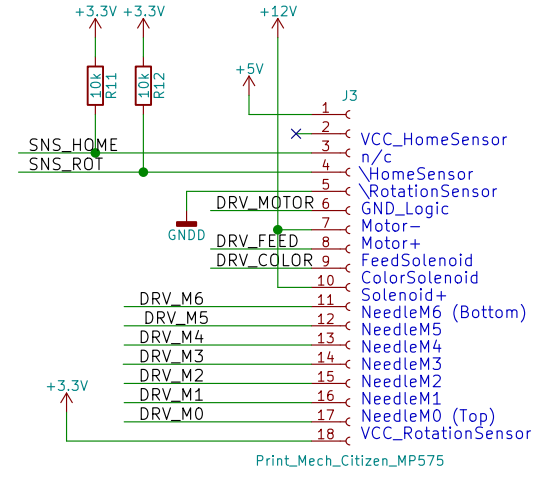 +3.3V +3.3V +12V
+5V
10k R11 10k R12
J3
1
2
VCC_HomeSensor
SNS_HOME 3
n/c
SNS_ROT 4
\HomeSensor
5
\RotationSensor
DRV_MOTOR 6
GND_Logic
7
Motor-
GNDD
DRV_FEED 8
Motor+
DRV_COLOR 9
FeedSolenoid
10
ColorSolenoid
Solenoid+
DRV_M6 11
NeedleM6 (Bottom)
DRV_M5 12
NeedleM5
DRV_M4 13
NeedleM4
DRV_M3 14
NeedleM3
DRV_M2 15
NeedleM2
+3.3V
DRV_M1 16
NeedleM1
DRV_M0 17
NeedleM0 (Top)
18
VCC_RotationSensor
Print_Mech_Citizen_MP575